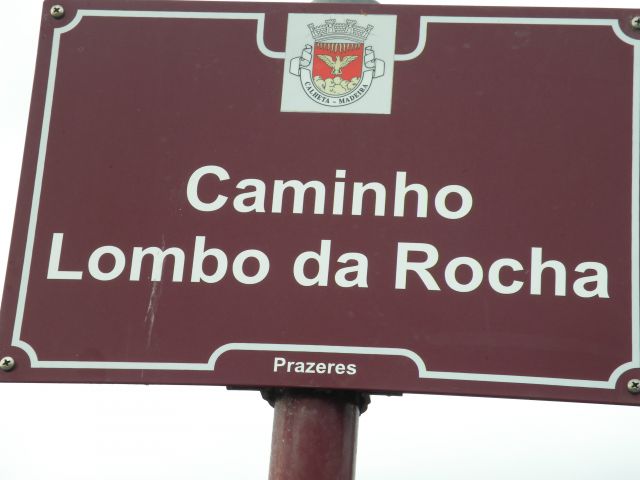 CALHETA - MADEIRA
Caminho
Lombo da Rocha
Prazeres